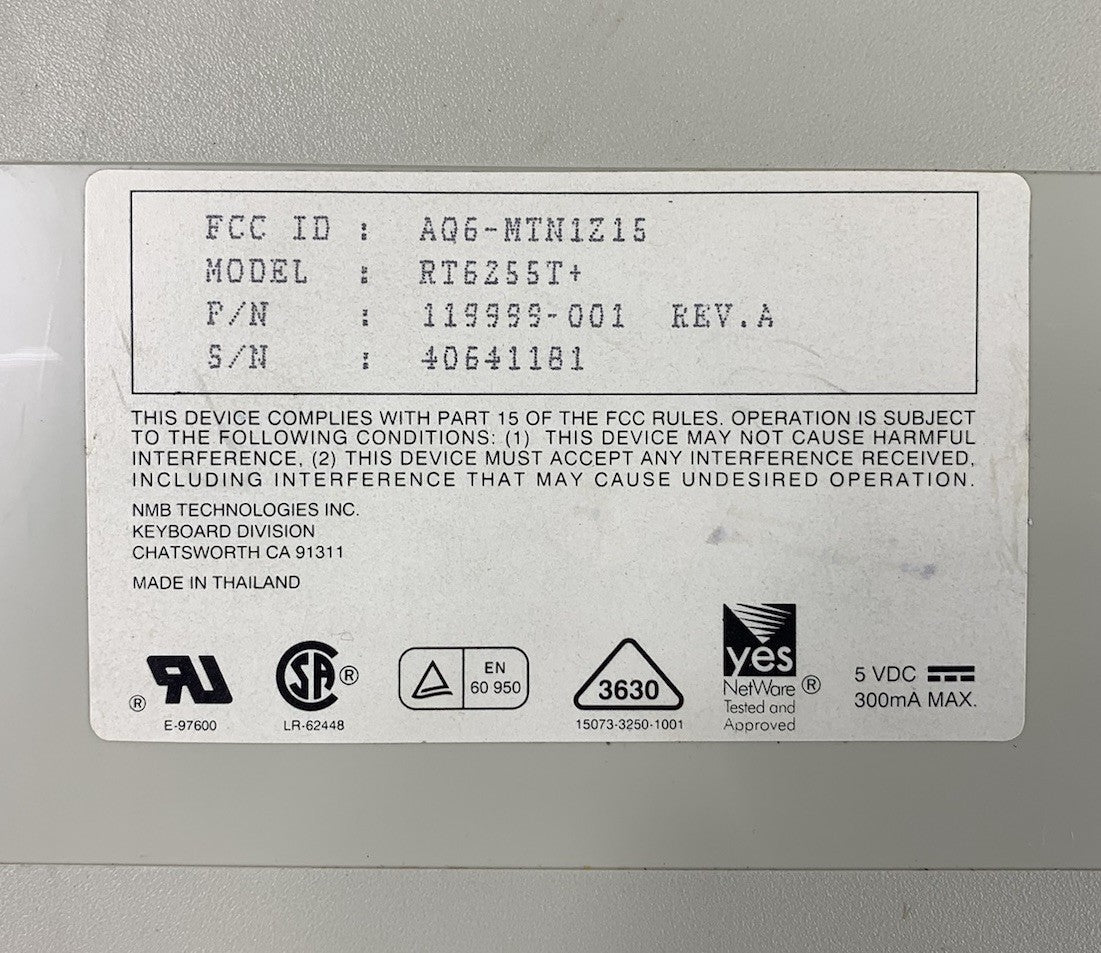 FCC ID : AQ6-MTN1Z15
MODEL : RT6Z55T+
P/N : 119999-001 REV.A
S/N : 40641181
THIS DEVICE COMPLIES WITH PART 15 OF THE FCC RULES. OPERATION IS SUBJECT
TO THE FOLLOWING CONDITIONS: (1) THIS DEVICE MAY NOT CAUSE HARMFUL
INTERFERENCE, (2) THIS DEVICE MUST ACCEPT ANY INTERFERENCE RECEIVED,
INCLUDING INTERFERENCE THAT MAY CAUSE UNDESIRED OPERATION.
NMB TECHNOLOGIES INC.
KEYBOARD DIVISION
CHATSWORTH CA 91311
MADE IN THAILAND
RU ®
E-97600
SA ®
LR-62448
EN
60 950
3630
15073-3250-1001
yes
NetWare ®
Tested and
Approved
5 VDC
300mA MAX.